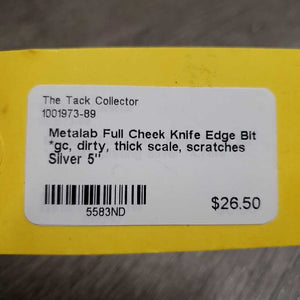 The Tack Collector
1001973-89
Metalab Full Cheek Knife Edge Bit
*gc, dirty, thick scale, scratches
Silver 5"
5583ND
$26.50